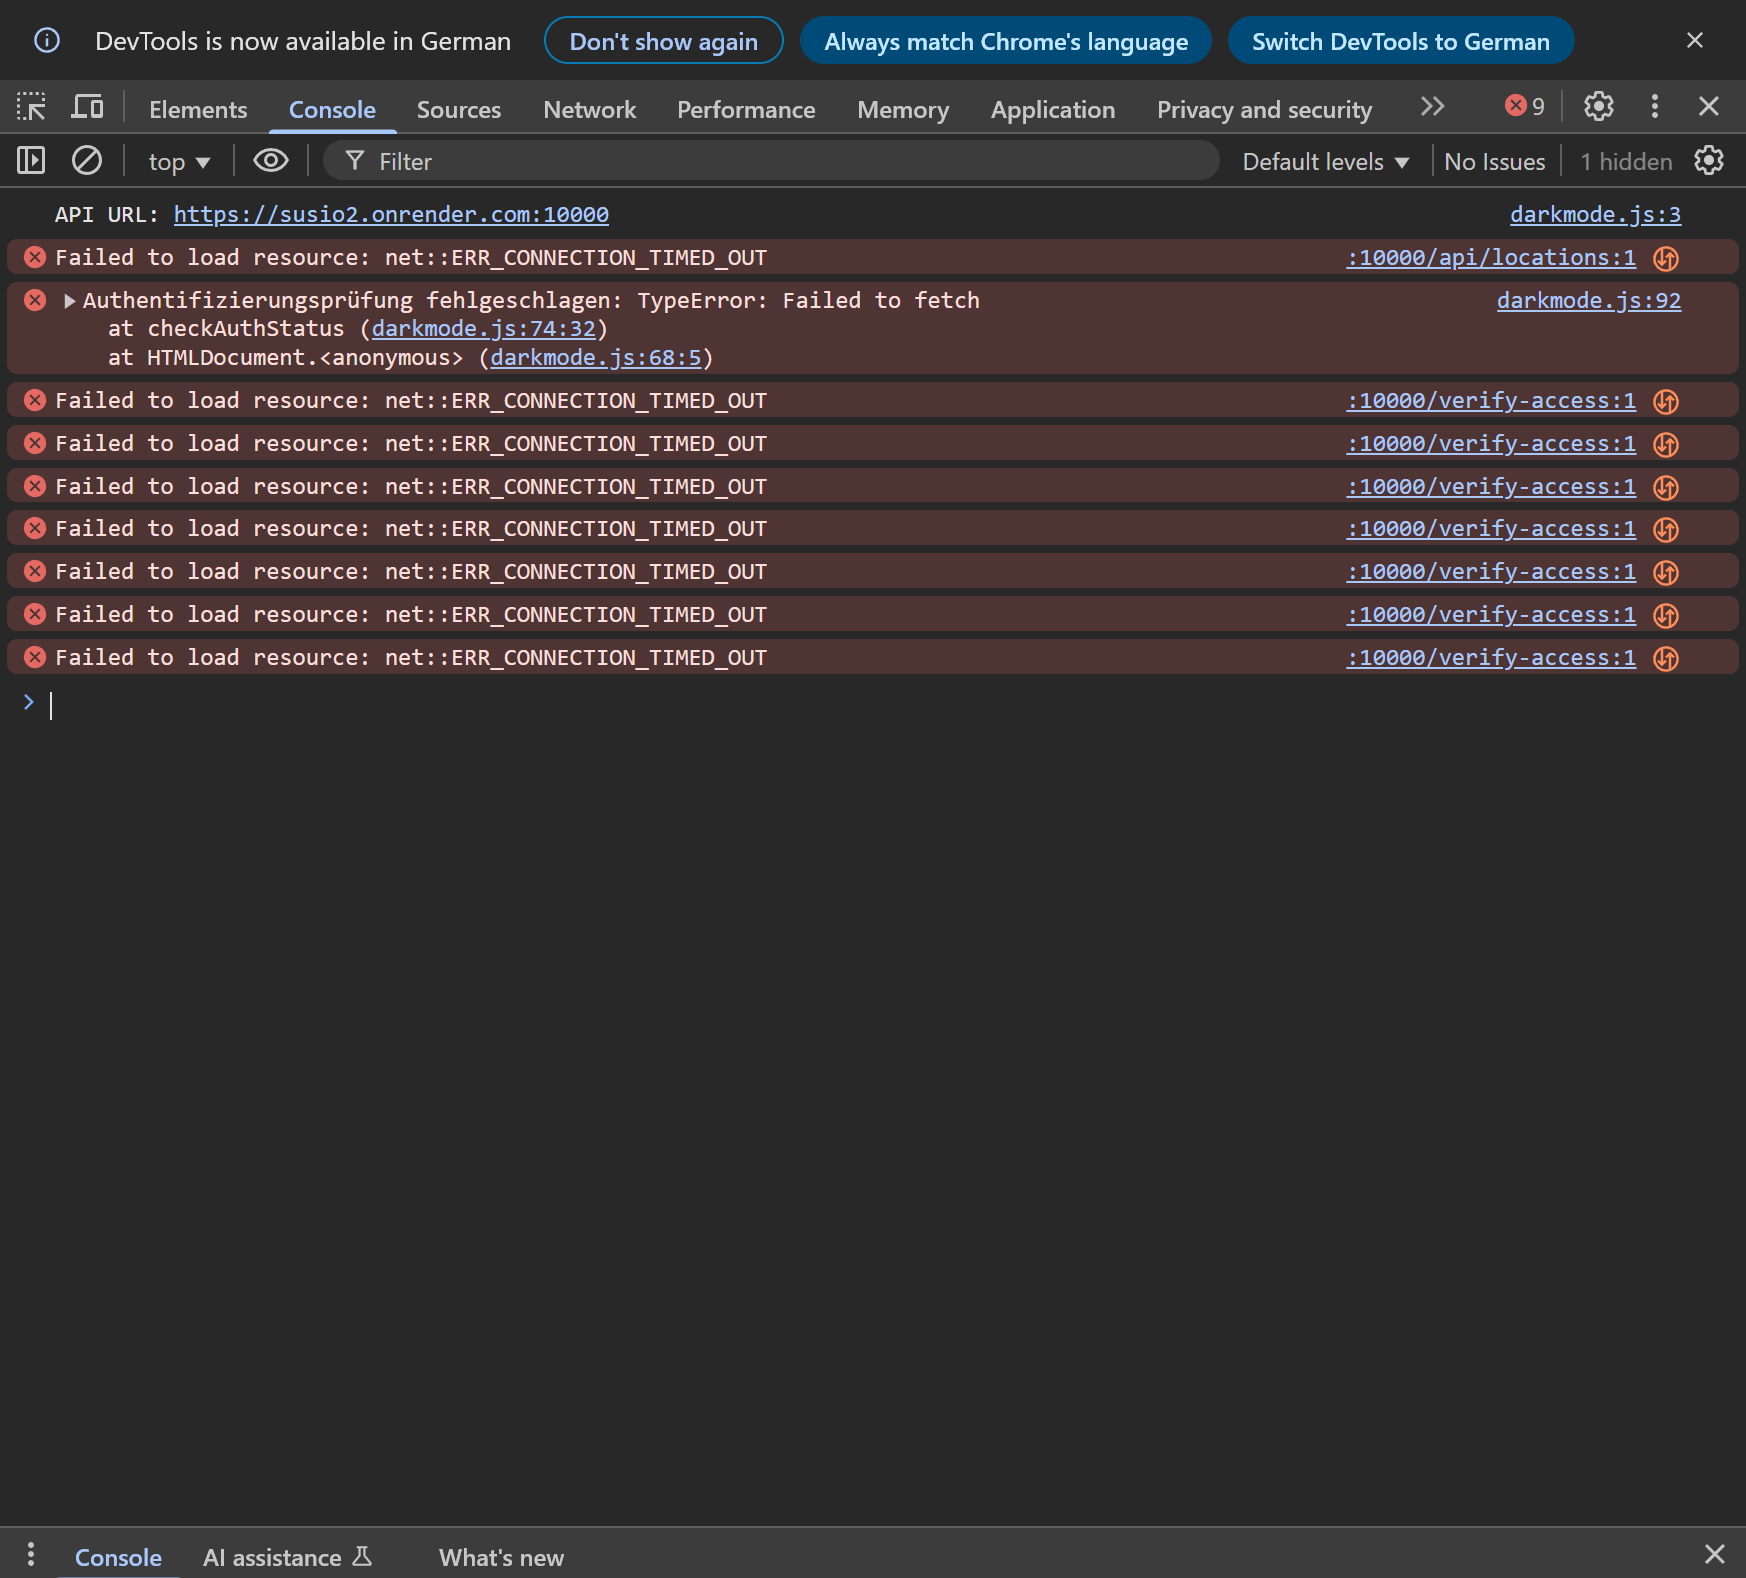 DevTools is now available in German Don't show again Always match Chrome's language Switch DevTools to German
Elements Console Sources Network Performance Memory Application Privacy and security 9
top Filter Default levels No Issues 1 hidden
API URL: https://susio2.onrender.com:10000 darkmode.js:3
Failed to load resource: net::ERR_CONNECTION_TIMED_OUT :10000/api/locations:1
Authentifizierungsprüfung fehlgeschlagen: TypeError: Failed to fetch darkmode.js:92
at checkAuthStatus (darkmode.js:74:32)
at HTMLDocument.<anonymous> (darkmode.js:68:5)
Failed to load resource: net::ERR_CONNECTION_TIMED_OUT :10000/verify-access:1
Failed to load resource: net::ERR_CONNECTION_TIMED_OUT :10000/verify-access:1
Failed to load resource: net::ERR_CONNECTION_TIMED_OUT :10000/verify-access:1
Failed to load resource: net::ERR_CONNECTION_TIMED_OUT :10000/verify-access:1
Failed to load resource: net::ERR_CONNECTION_TIMED_OUT :10000/verify-access:1
Failed to load resource: net::ERR_CONNECTION_TIMED_OUT :10000/verify-access:1
Failed to load resource: net::ERR_CONNECTION_TIMED_OUT :10000/verify-access:1
Console AI assistance What's new